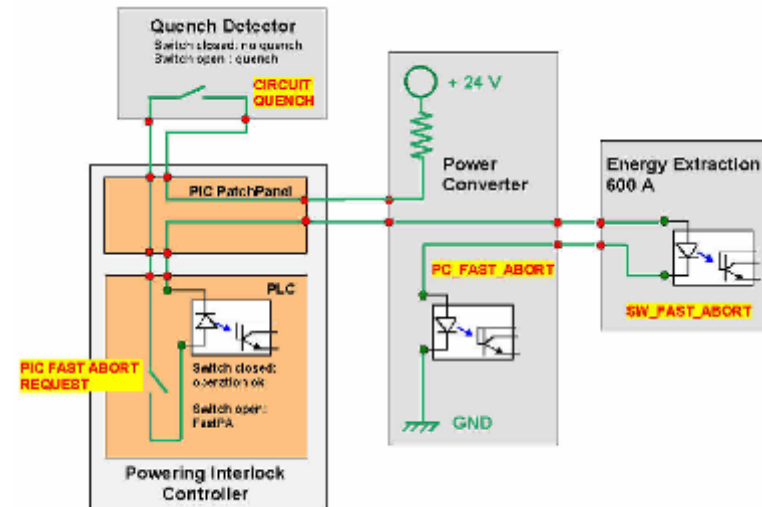 Quench Detector
Switch closed: no quench
Switch open : quench
CIRCUIT
QUENCH
+ 24 V
Power
Converter
Energy Extraction
600 A
PIC PatchPanel
PC_FAST_ABORT
SW_FAST_ABORT
PLC
PIC FAST ABORT
REQUEST
Switch closed:
operation ok
Switch open:
FastPA
GND
Powering Interlock
Controller